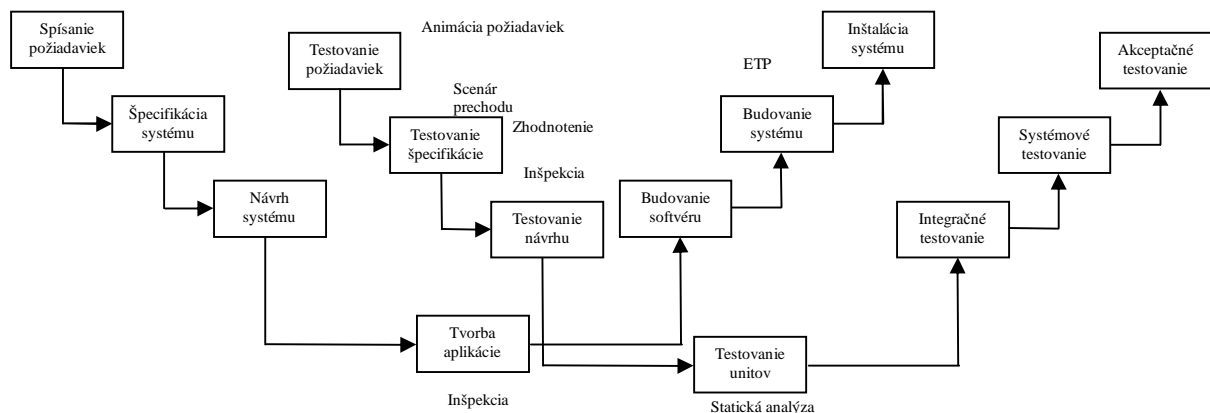 Spísanie
požiadaviek
Testovanie
požiadaviek
Animácia požiadaviek
Inštalácia
systému
Akceptačné
testovanie
ETP
Scenár
prechodu
Špecifikácia
systému
Testovanie
špecifikácie
Zhodnotenie
Budovanie
systému
Systémové
testovanie
Inšpekcia
Návrh
systému
Testovanie
návrhu
Budovanie
softvéru
Integračné
testovanie
Tvorba
aplikácie
Testovanie
unitov
Inšpekcia
Statická analýza